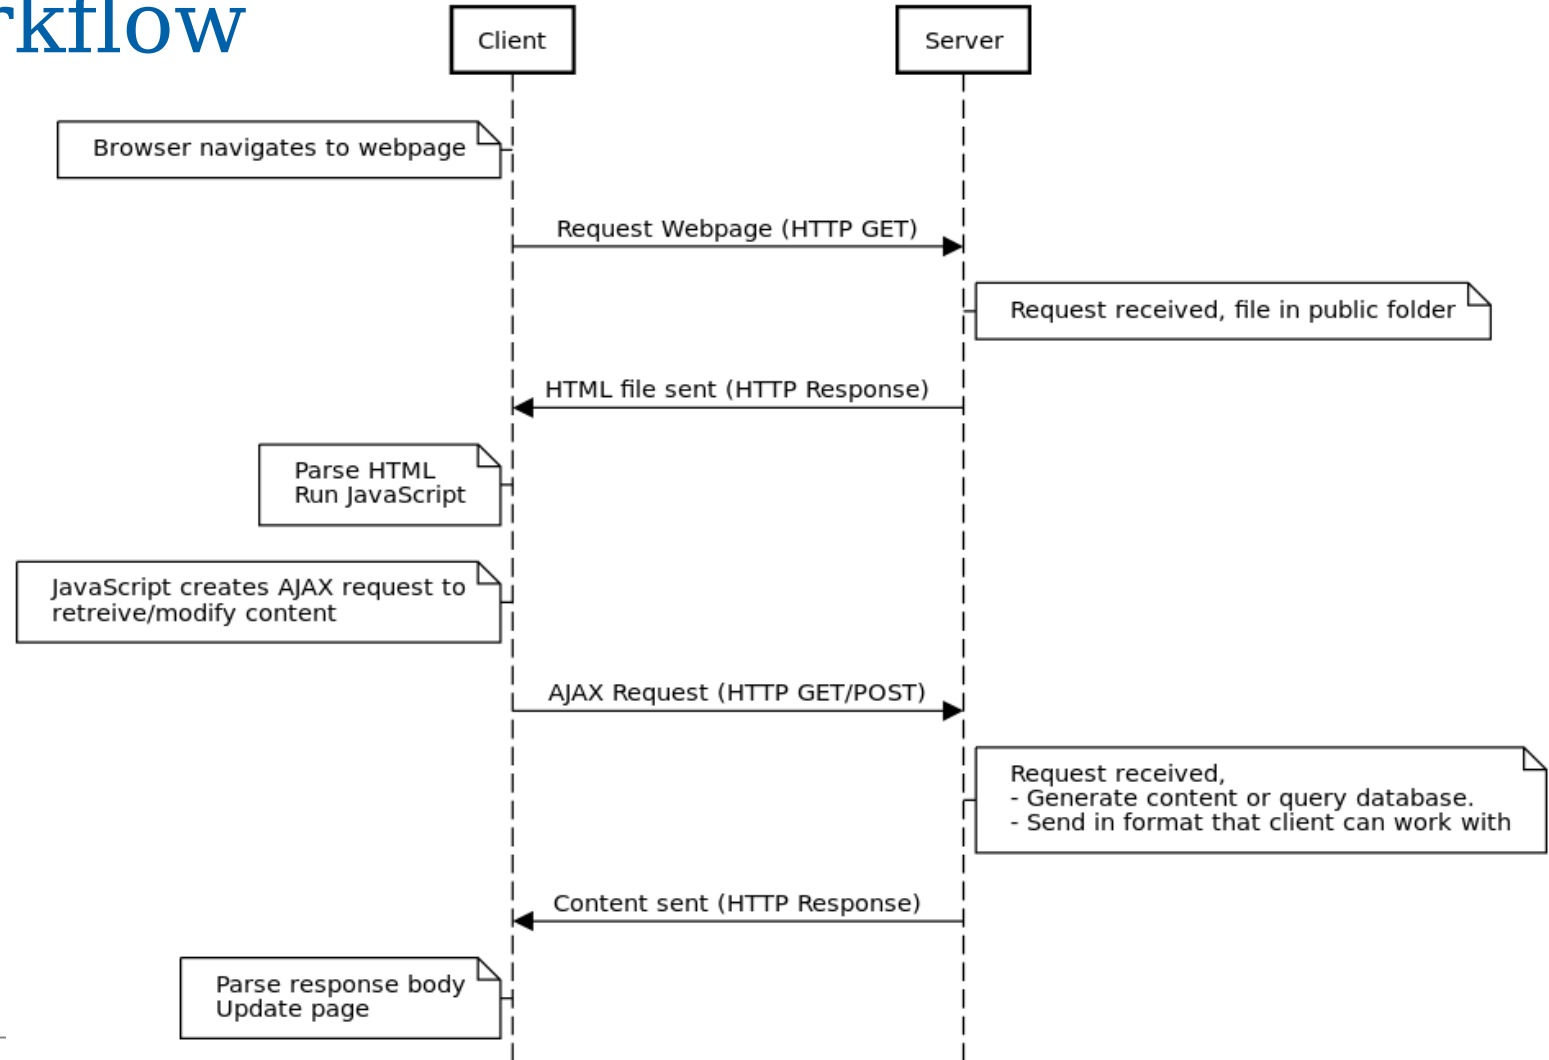 rkflow
Client
Server
Browser navigates to webpage
Request Webpage (HTTP GET)
Request received, file in public folder
HTML file sent (HTTP Response)
Parse HTML
Run JavaScript
JavaScript creates AJAX request to
retreive/modify content
AJAX Request (HTTP GET/POST)
Request received,
- Generate content or query database.
- Send in format that client can work with
Content sent (HTTP Response)
Parse response body
Update page